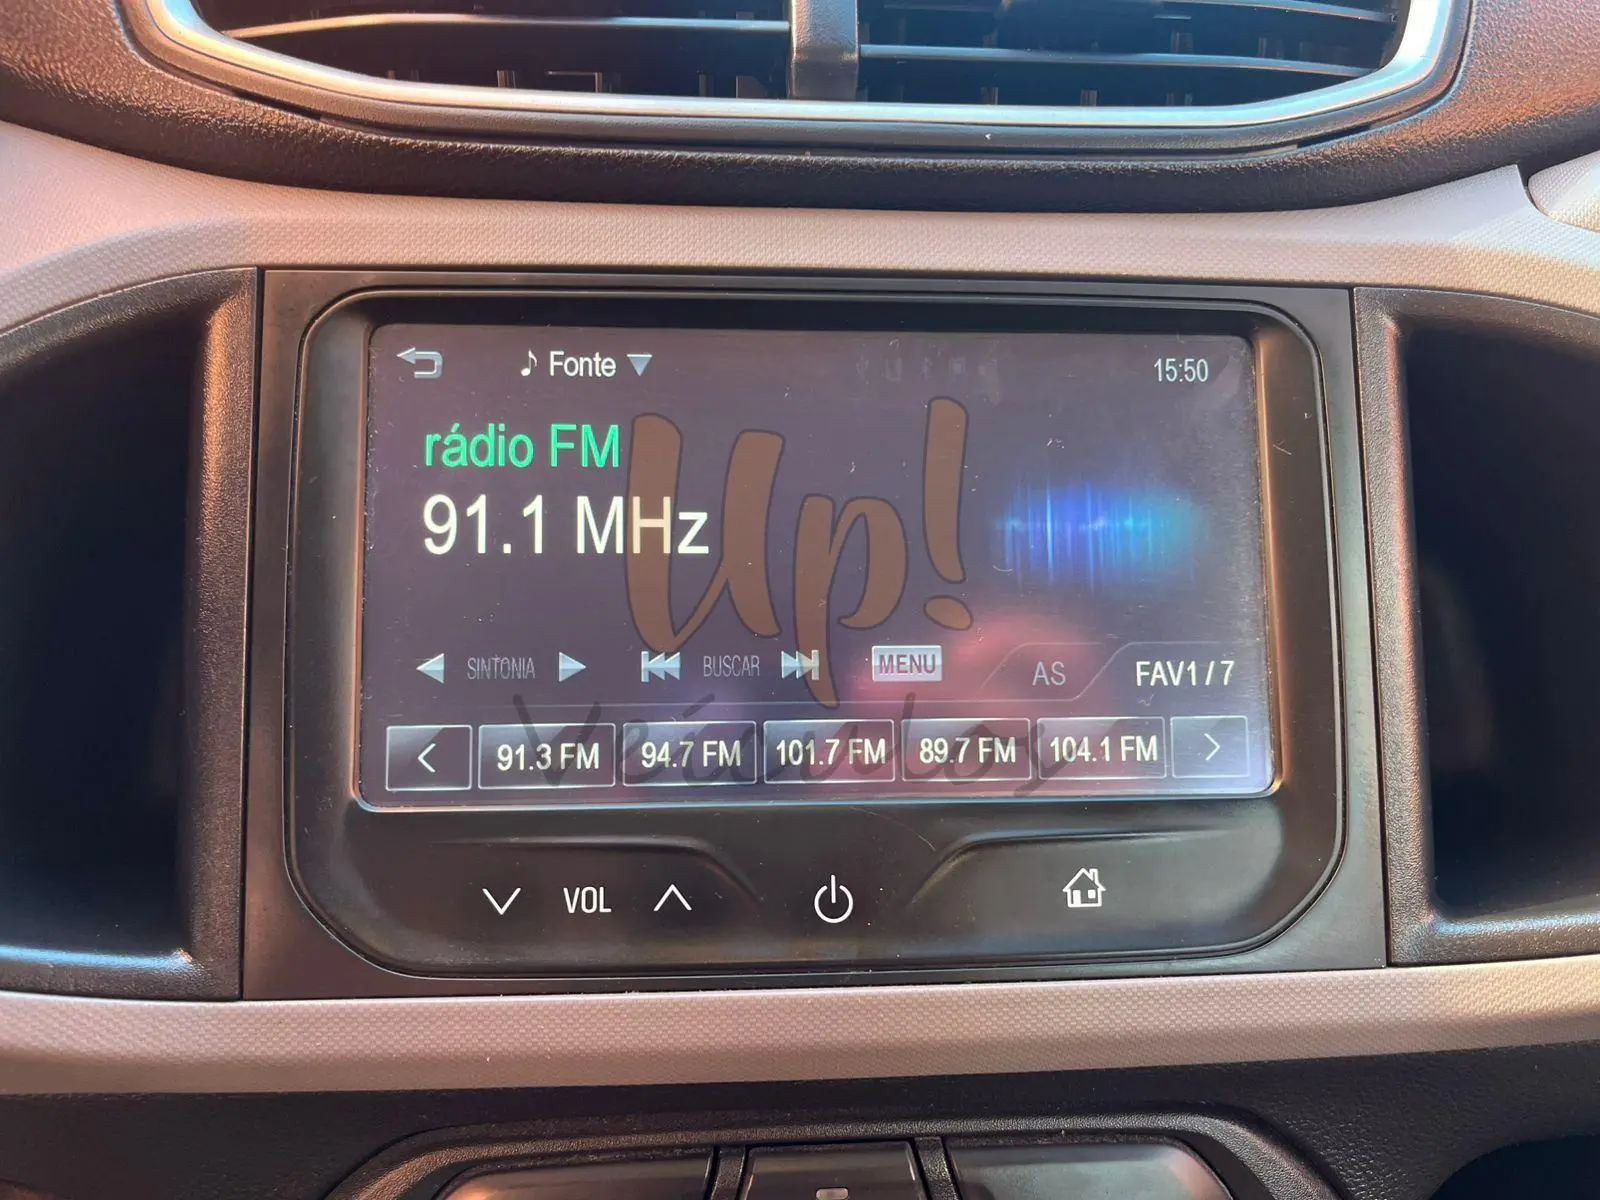 Fonte
15:50
rádio FM
91.1 MHz
Up!
SINTONIA
BUSCAR
MENU
AS
FAV1/7
Veículos
91.3 FM
94.7 FM
101.7 FM
89.7 FM
104.1 FM
VOL